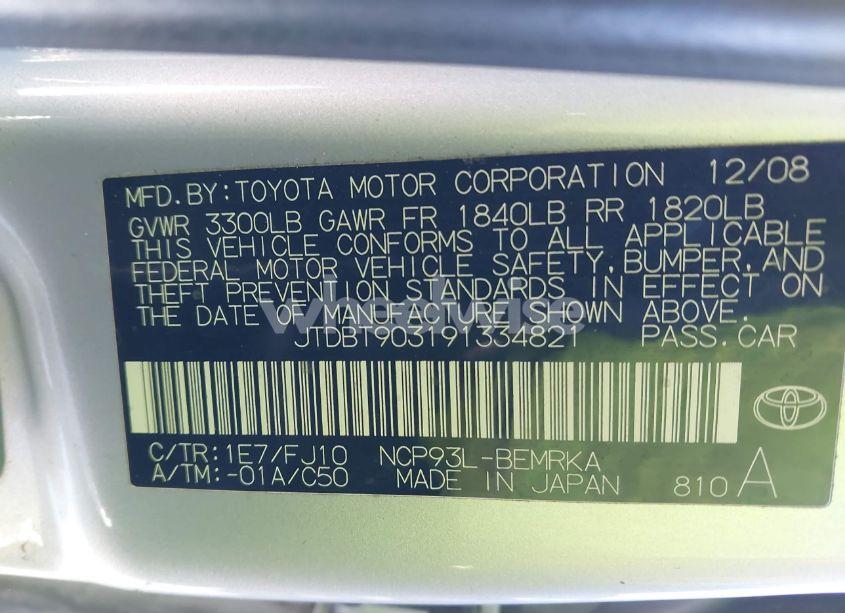 MFD.BY:TOYOTA MOTOR CORPORATION 12/08
GVWR 3300LB GAWR FR 1840LB RR 1820LB
THIS VEHICLE CONFORMS TO ALL APPLICABLE
FEDERAL MOTOR VEHICLE SAFETY,BUMPER,AND
THEFT PREVENTION STANDARDS IN EFFECT ON
THE DATE OF MANUFACTURE SHOWN ABOVE.
JTDBT903191334821 PASS.CAR
C/TR:1E7/FJ10 NCP93L-BEMRKA
A/TM:-01A/C50 MADE IN JAPAN 810 A